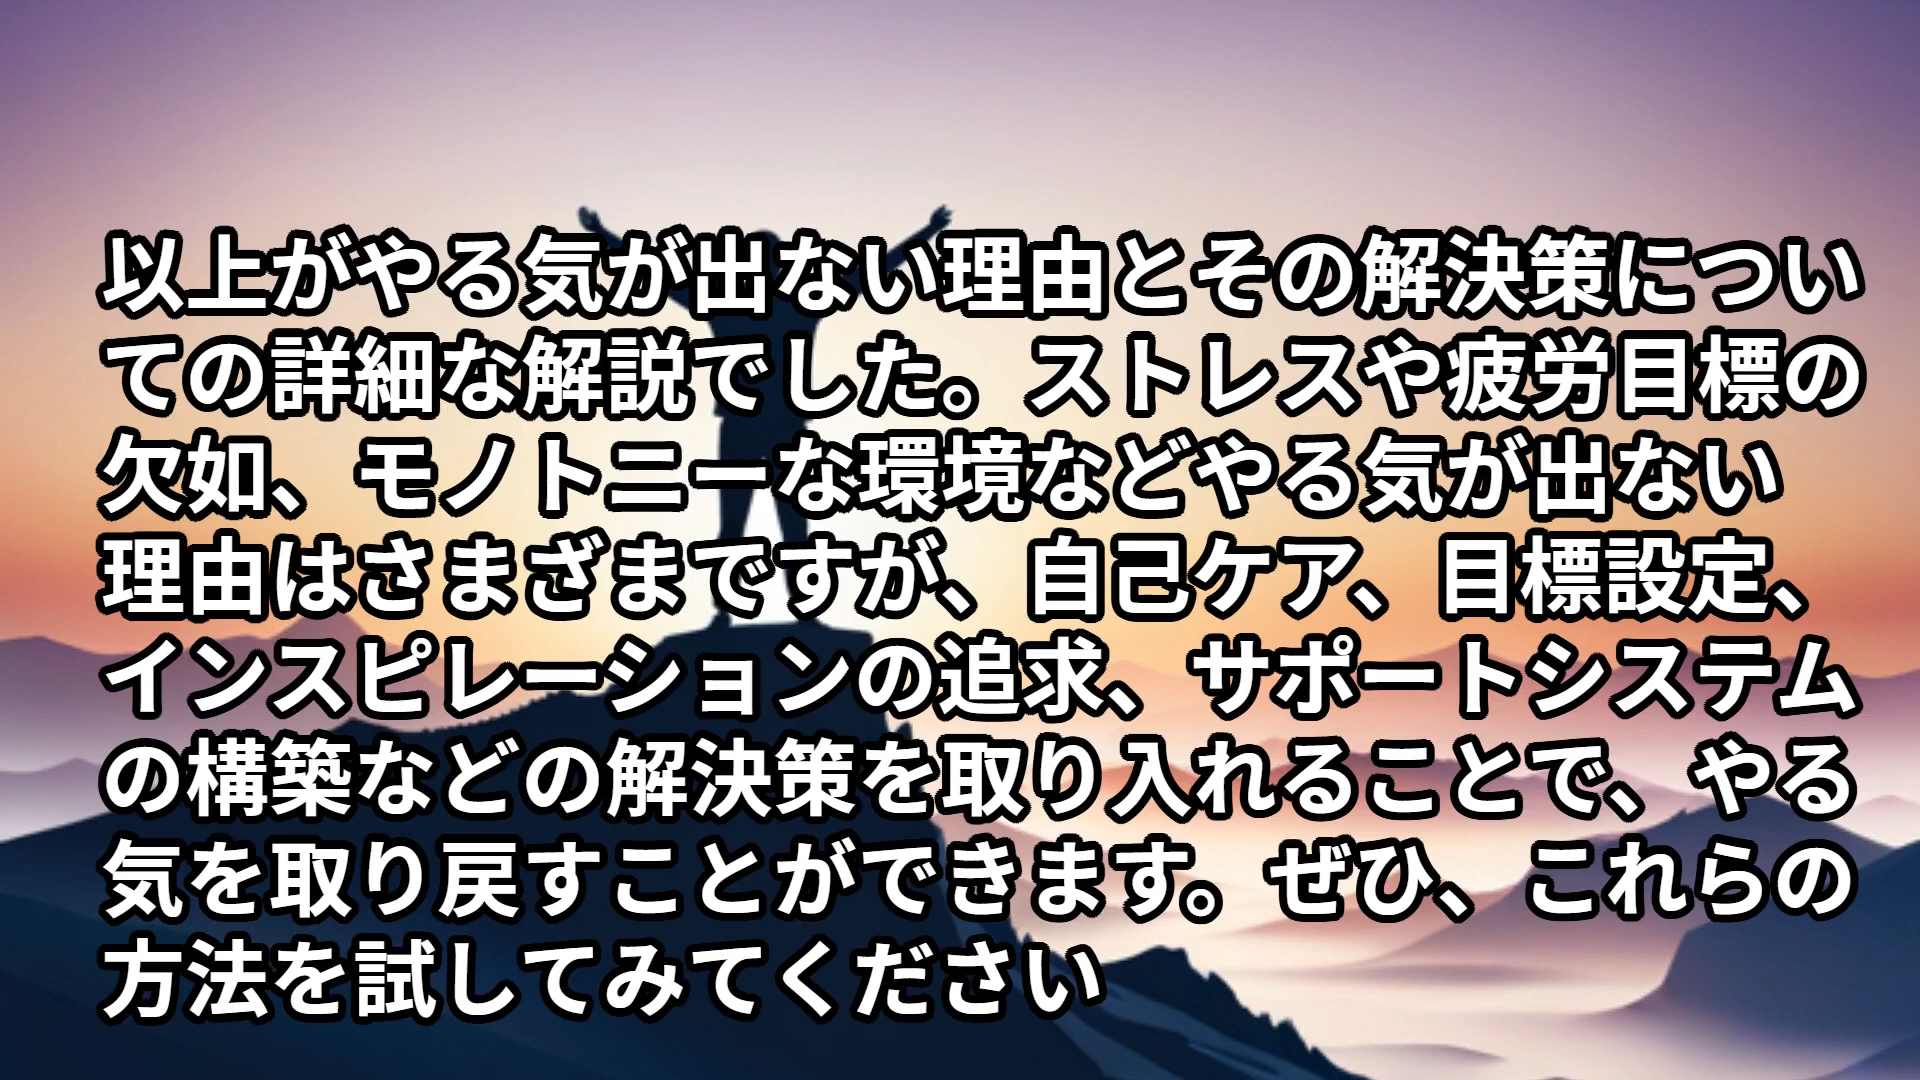 以上がやる気が出ない理由とその解決策につい
ての詳細な解説でした。ストレスや疲労目標の
欠如、モノトニーな環境などやる気が出ない
理由はさまざまですが、自己ケア、目標設定、
インスピレーションの追求、サポートシステム
の構築などの解決策を取り入れることで、やる
気を取り戻すことができます。ぜひ、これらの
方法を試してみてください